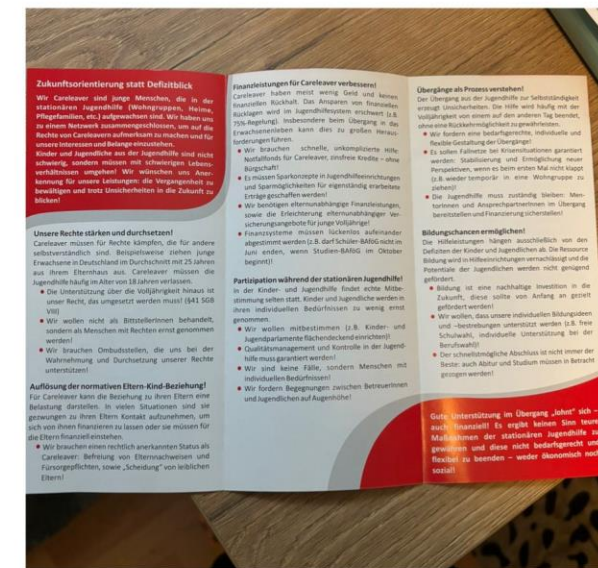 Zukunftsorientierung statt Defizitblick
Wir Careleaver sind junge Menschen, die in der
stationären Jugendhilfe (Wohngruppen, Heime,
Pflegefamilien, etc.) aufgewachsen sind. Wir haben uns
zu einem Netzwerk zusammengeschlossen, um auf die
Rechte von Careleavern aufmerksam zu machen und für
unsere Interessen und Belange einzustehen.
Kinder und Jugendliche aus der Jugendhilfe sind nicht
schwierig, sondern müssen mit schwierigen Lebens-
verhältnissen umgehen! Wir wünschen uns Aner-
kennung für unsere Leistungen: die Vergangenheit zu
bewältigen und trotz Unsicherheiten in die Zukunft zu
blicken!
Unsere Rechte stärken und durchsetzen!
Careleaver müssen für Rechte kämpfen, die für andere
selbstverständlich sind. Beispielsweise ziehen junge
Erwachsene in Deutschland im Durchschnitt mit 25 Jahren
aus ihrem Elternhaus aus. Careleaver müssen die
Jugendhilfe häufig im Alter von 18 Jahren verlassen.
• Die Unterstützung über die Volljährigkeit hinaus ist
unser Recht, das umgesetzt werden muss! (§41 SGB
VIII)
• Wir wollen nicht als BittstellerInnen behandelt,
sondern als Menschen mit Rechten ernst genommen
werden!
• Wir brauchen Ombudsstellen, die uns bei der
Wahrnehmung und Durchsetzung unserer Rechte
unterstützen!
Auflösung der normativen Eltern-Kind-Beziehung!
Für Careleaver kann die Beziehung zu ihren Eltern eine
Belastung darstellen. In vielen Situationen sind sie
gezwungen zu ihren Eltern Kontakt aufzunehmen, um
sich von ihnen finanzieren zu lassen oder sie müssen für
die Eltern finanziell einstehen.
• Wir brauchen einen rechtlich anerkannten Status als
Careleaver: Befreiung von Elternnachweisen und
Fürsorgepflichten, sowie „Scheidung" von leiblichen
Eltern!
Finanzleistungen für Careleaver verbessern!
Careleaver haben meist wenig Geld und keinen
finanziellen Rückhalt. Das Ansparen von finanziellen
Rücklagen wird im Jugendhilfesystem erschwert (z.B.
75%-Regelung). Insbesondere beim Übergang in das
Erwachsenenleben kann dies zu großen Heraus-
forderungen führen.
• Wir brauchen schnelle, unkomplizierte Hilfe:
Notfallfonds für Careleaver, zinsfreie Kredite – ohne
Bürgschaft!
• Es müssen Sparkonzepte in Jugendhilfeeinrichtungen
und Sparmöglichkeiten für eigenständig erarbeitete
Erträge geschaffen werden!
• Wir benötigen elternunabhängige Finanzleistungen,
sowie die Erleichterung elternunabhängiger Ver-
sicherungsangebote für junge Volljährige!
• Finanzsysteme müssen lückenlos aufeinander
abgestimmt werden (z.B. darf Schüler-BAföG nicht im
Juni enden, wenn Studien-BAföG im Oktober
beginnt)!
Partizipation während der stationären Jugendhilfe!
In der Kinder- und Jugendhilfe findet echte Mitbe-
stimmung selten statt. Kinder und Jugendliche werden in
ihren individuellen Bedürfnissen zu wenig ernst
genommen.
• Wir wollen mitbestimmen (z.B. Kinder- und
Jugendparlamente flächendeckend einrichten)!
• Qualitätsmanagement und Kontrolle in der Jugend-
hilfe muss garantiert werden!
• Wir sind keine Fälle, sondern Menschen mit
individuellen Bedürfnissen!
• Wir fordern Begegnungen zwischen BetreuerInnen
und Jugendlichen auf Augenhöhe!
Übergänge als Prozess verstehen!
Der Übergang aus der Jugendhilfe zur Selbstständigkeit
erzeugt Unsicherheiten. Die Hilfe wird häufig mit der
Volljährigkeit von einem auf den anderen Tag beendet,
ohne eine Rückkehrmöglichkeit zu gewährleisten.
• Wir fordern eine bedarfsgerechte, individuelle und
flexible Gestaltung der Übergänge!
• Es sollen Fallnetze bei Krisensituationen garantiert
werden: Stabilisierung und Ermöglichung neuer
Perspektiven, wenn es beim ersten Mal nicht klappt
(z.B. wieder temporär in eine Wohngruppe zu
ziehen)!
• Die Jugendhilfe muss zuständig bleiben: Men-
torInnen und AnsprechpartnerInnen im Übergang
bereitstellen und Finanzierung sicherstellen!
Bildungschancen ermöglichen!
Die Hilfeleistungen hängen ausschließlich von den
Defiziten der Kinder und Jugendlichen ab. Die Ressource
Bildung wird in Hilfeeinrichtungen vernachlässigt und die
Potentiale der Jugendlichen werden nicht genügend
gefördert.
• Bildung ist eine nachhaltige Investition in die
Zukunft, diese sollte von Anfang an gezielt
gefördert werden!
• Wir wollen, dass unsere individuellen Bildungsideen
und –bestrebungen unterstützt werden (z.B. freie
Schulwahl, individuelle Unterstützung bei der
Berufswahl)!
• Der schnellstmögliche Abschluss ist nicht immer der
Beste: auch Abitur und Studium müssen in Betracht
gezogen werden!
Gute Unterstützung im Übergang „lohnt" sich –
auch finanziell! Es ergibt keinen Sinn teure
Maßnahmen der stationären Jugendhilfe zu
gewähren und diese nicht bedarfsgerecht und
flexibel zu beenden – weder ökonomisch noch
sozial!